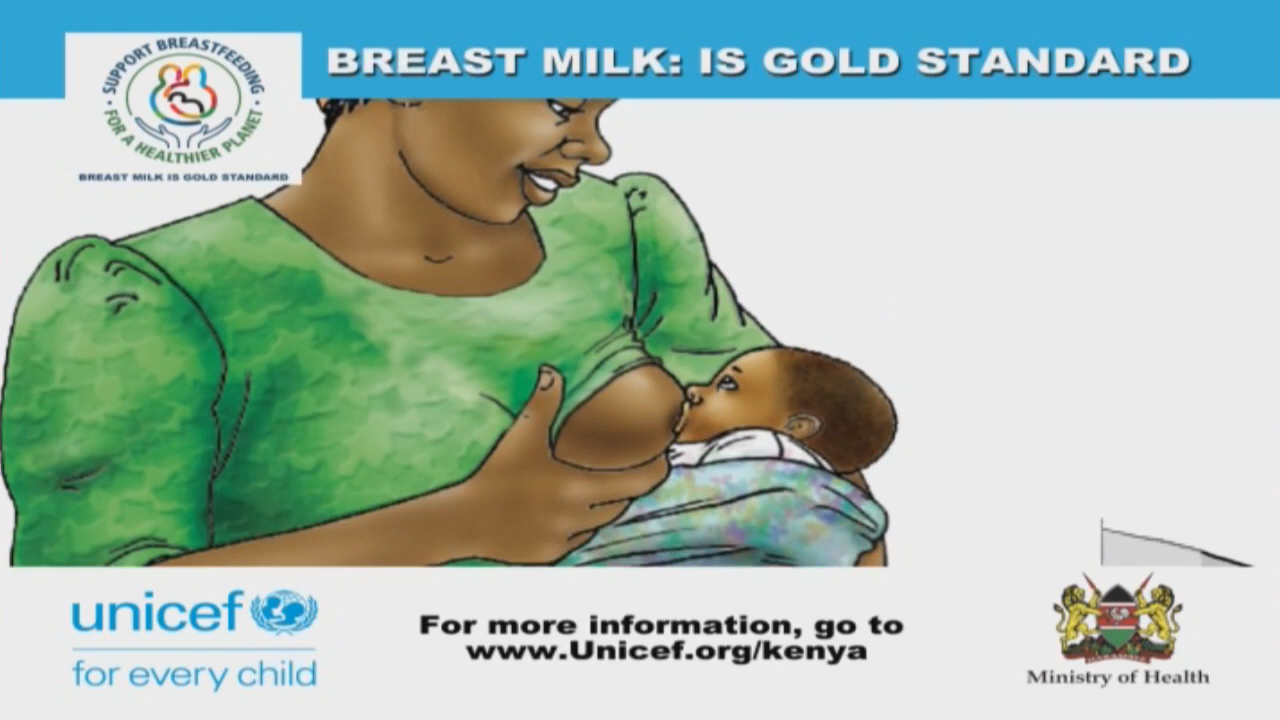 BREAST MILK: IS GOLD STANDARD
SUPPORT BREASTFEEDING
FOR A HEALTHIER PLANET
BREAST MILK IS GOLD STANDARD
unicef
for every child
For more information, go to
www.Unicef.org/kenya
Ministry of Health